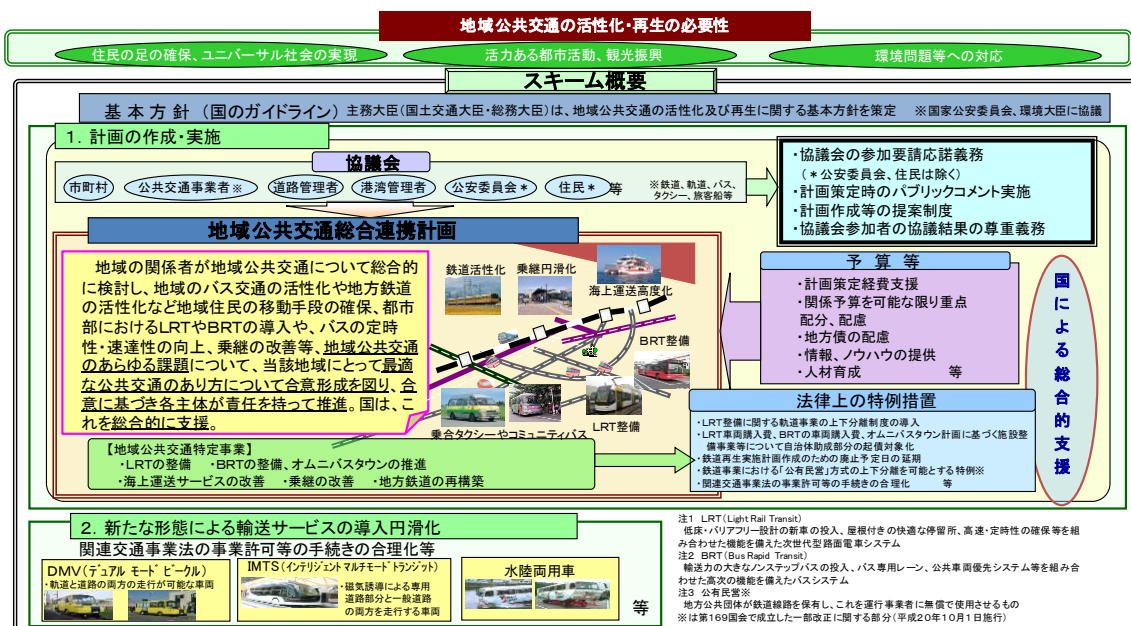 地域公共交通の活性化・再生の必要性
住民の足の確保、ユニバーサル社会の実現
活力ある都市活動、観光振興
環境問題等への対応
スキーム概要
基本方針 (国のガイドライン) 主務大臣(国土交通大臣・総務大臣)は、地域公共交通の活性化及び再生に関する基本方針を策定 ※国家公安委員会、環境大臣に協議
1. 計画の作成・実施
協議会
市町村 公共交通事業者※ 道路管理者 港湾管理者 公安委員会* 住民* 等
※鉄道、軌道、バス、
タクシー、旅客船等
・協議会の参加要請応諾義務
(*公安委員会、住民は除く)
・計画策定時のパブリックコメント実施
・計画作成等の提案制度
・協議会参加者の協議結果の尊重義務
地域公共交通総合連携計画
地域の関係者が地域公共交通について総合的
に検討し、地域のバス交通の活性化や地方鉄道
の活性化など地域住民の移動手段の確保、都市
部におけるLRTやBRTの導入や、バスの定時
性・速達性の向上、乗継の改善等、地域公共交通
のあらゆる課題について、当該地域にとって最適
な公共交通のあり方について合意形成を図り、合
意に基づき各主体が責任を持って推進。国は、こ
れを総合的に支援。
鉄道活性化
乗継円滑化
海上運送高度化
BRT整備
LRT整備
乗合タクシーやコミュニティバス
【地域公共交通特定事業】
・LRTの整備 ・BRTの整備、オムニバスタウンの推進
・海上運送サービスの改善 ・乗継の改善 ・地方鉄道の再構築
予算等
・計画策定経費支援
・関係予算を可能な限り重点
配分、配慮
・地方債の配慮
・情報、ノウハウの提供
・人材育成 等
法律上の特例措置
・LRT整備に関する軌道事業の上下分離制度の導入
・LRT車両購入費、BRTの車両購入費、オムニバスタウン計画に基づく施設整
備事業等について自治体助成部分の起債対象化
・鉄道再生実施計画作成のための廃止予定日の延期
・鉄道事業における「公有民営」方式の上下分離を可能とする特例※
・関連交通事業法の事業許可等の手続きの合理化 等
国による総合的支援
2. 新たな形態による輸送サービスの導入円滑化
関連交通事業法の事業許可等の手続きの合理化等
DMV(デュアル モード ビークル)
・軌道と道路の両方の走行が可能な車両
IMTS(インテリジェントマルチモードトランジット)
・磁気誘導による専用
道路部分と一般道路
の両方を走行する車両
水陸両用車
等
注1 LRT(Light Rail Transit)
低床・バリアフリー設計の新車の投入、屋根付きの快適な停留所、高速・定時性の確保等を組
み合わせた機能を備えた次世代型路面電車システム
注2 BRT(Bus Rapid Transit)
輸送力の大きなノンステップバスの投入、バス専用レーン、公共車両優先システム等を組み合
わせた高次の機能を備えたバスシステム
注3 公有民営※
地方公共団体が鉄道線路を保有し、これを運行事業者に無償で使用させるもの
※は第169国会で成立した一部改正に関する部分(平成20年10月1日施行)